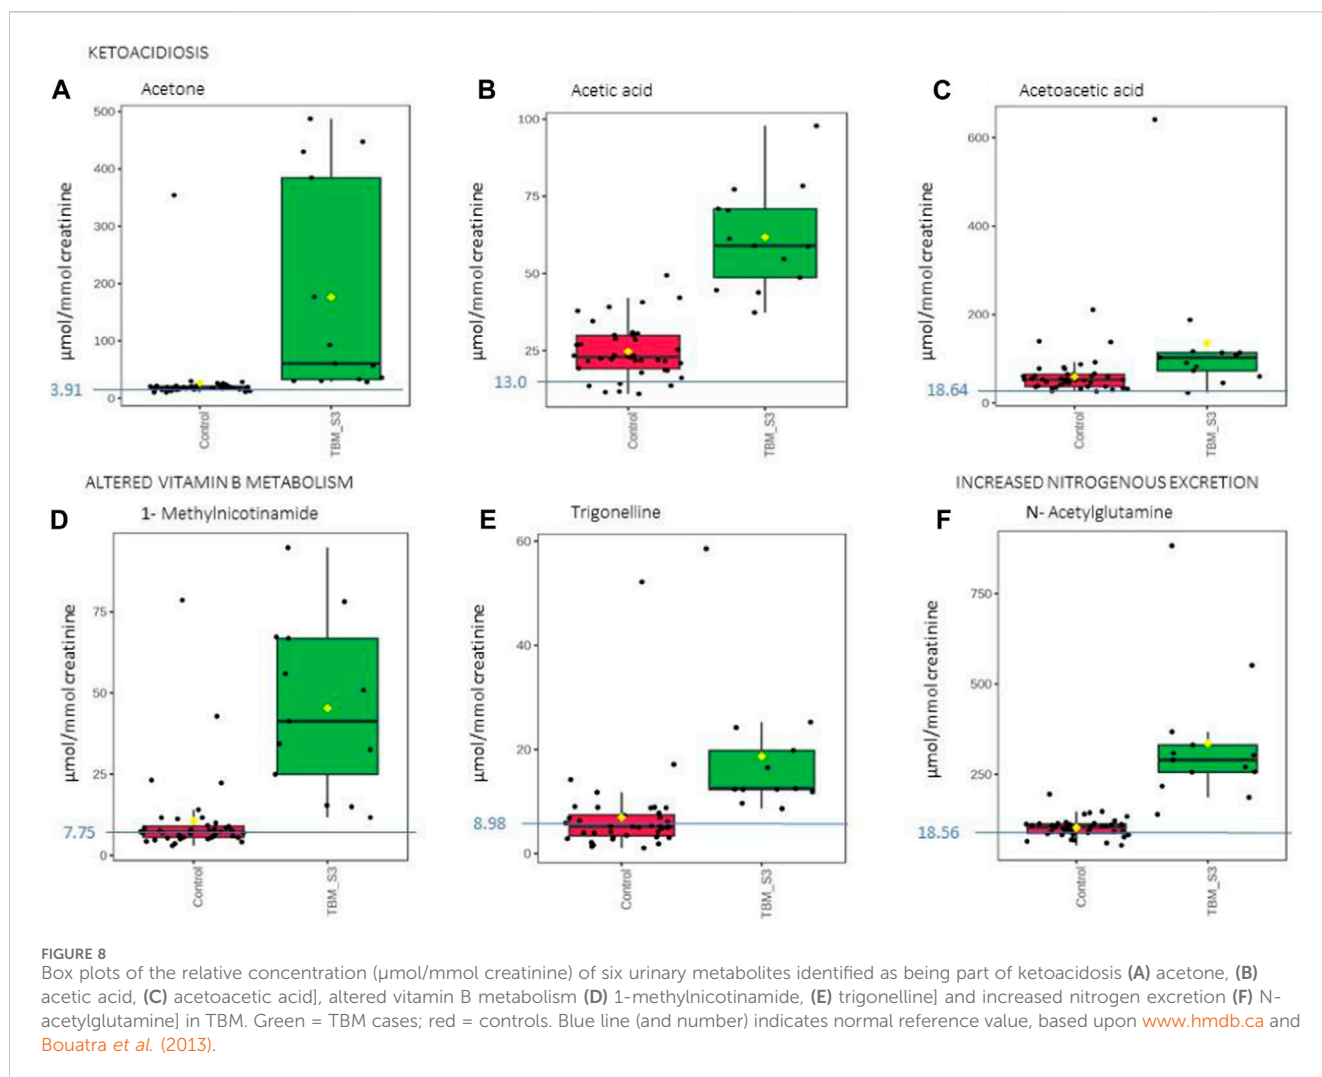 KETOACIDIOSIS
A
Acetone
µmol/mmol creatinine
500
400
300
200
100
0
3.91
Control
TBM_S3
B
Acetic acid
µmol/mmol creatinine
100
75
50
25
13.0
Control
TBM_S3
C
Acetoacetic acid
µmol/mmol creatinine
600
400
200
0
18.64
Control
TBM_S3
ALTERED VITAMIN B METABOLISM
INCREASED NITROGENOUS EXCRETION
D
1- Methylnicotinamide
µmol/mmol creatinine
75
50
25
0
7.75
Control
TBM_S3
E
Trigonelline
µmol/mmol creatinine
60
40
20
0
8.98
Control
TBM_S3
F
N- Acetylglutamine
µmol/mmol creatinine
750
500
250
18.56
Control
TBM_S3
FIGURE 8
Box plots of the relative concentration (µmol/mmol creatinine) of six urinary metabolites identified as being part of ketoacidosis (A) acetone, (B)
acetic acid, (C) acetoacetic acid], altered vitamin B metabolism (D) 1-methylnicotinamide, (E) trigonelline] and increased nitrogen excretion (F) N-
acetylglutamine] in TBM. Green = TBM cases; red = controls. Blue line (and number) indicates normal reference value, based upon www.hmdb.ca and
Bouatra et al. (2013).